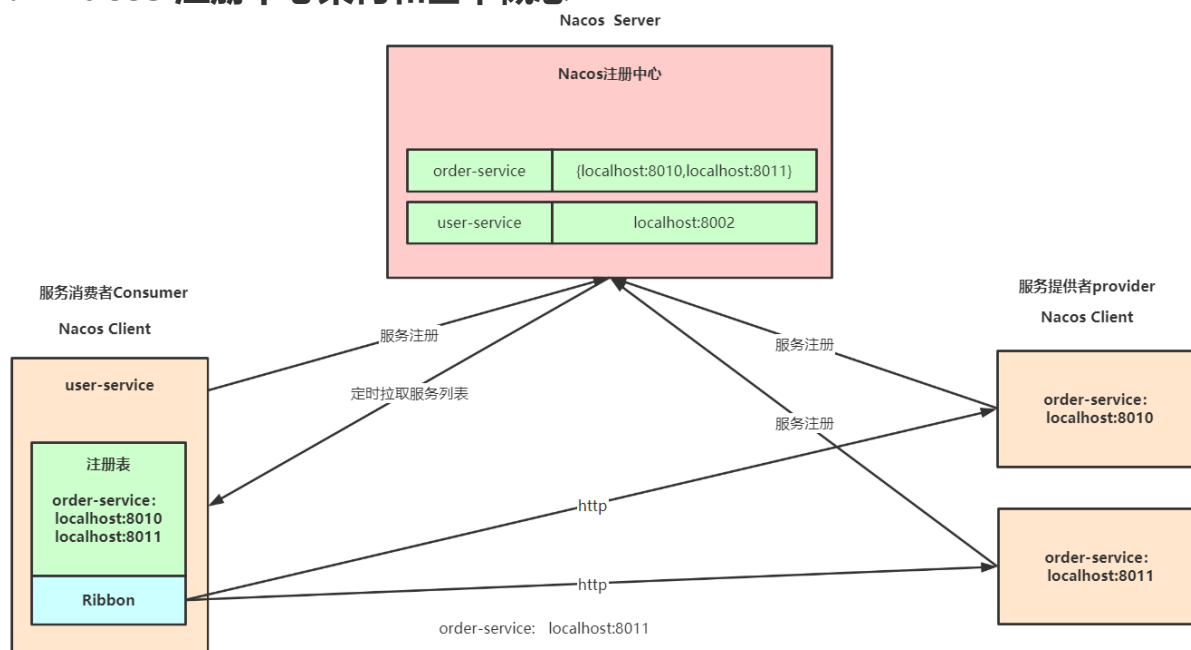 Nacos Server
Nacos注册中心
order-service
{localhost:8010,localhost:8011}
user-service
localhost:8002
服务消费者Consumer
Nacos Client
服务提供者provider
Nacos Client
服务注册
服务注册
定时拉取服务列表
服务注册
user-service
注册表
order-service:
localhost:8010
localhost:8011
Ribbon
order-service:
localhost:8010
http
http
order-service:
localhost:8011
order-service: localhost:8011